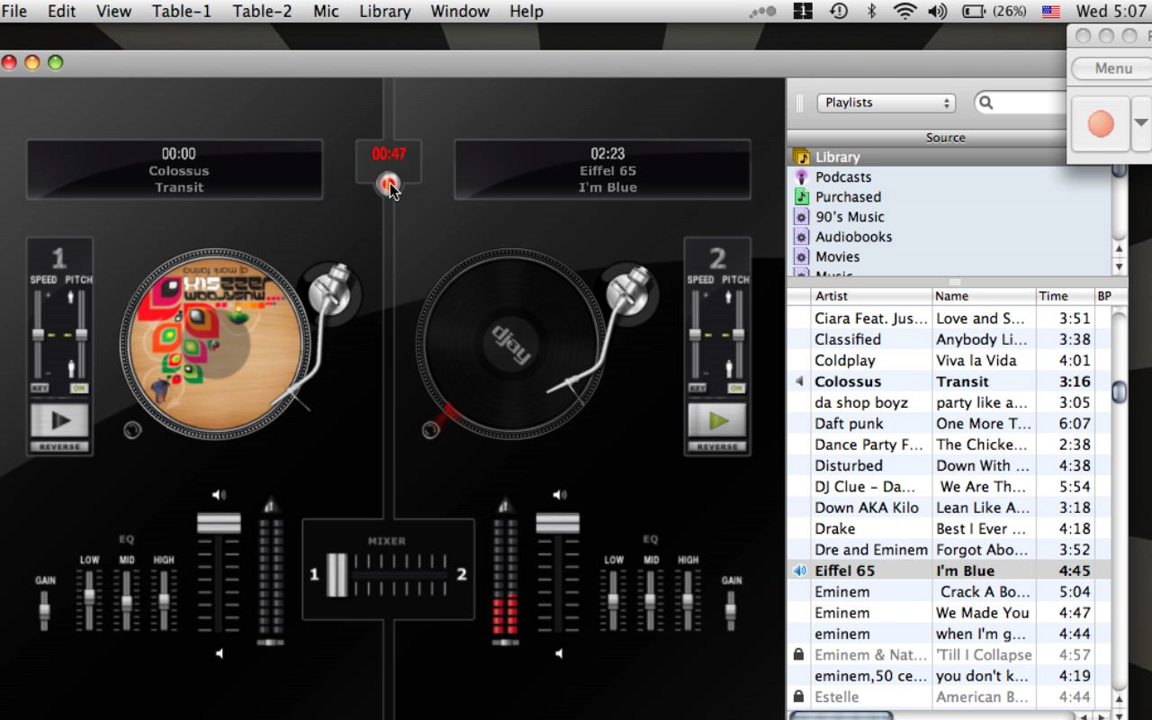 File Edit View Table-1 Table-2 Mic Library Window Help (26%) Wed 5:07
Menu
Playlists
Source
00:00
Colossus
Transit
00:47
02:23
Eiffel 65
I'm Blue
Library
Podcasts
Purchased
90's Music
Audiobooks
Movies
Music
1
SPEED PITCH
KEY ON
REVERSE
djay
2
SPEED PITCH
KEY ON
REVERSE
Artist Name Time BP
Ciara Feat. Jus... Love and S... 3:51
Classified Anybody Li... 3:38
Coldplay Viva la Vida 4:01
Colossus Transit 3:16
da shop boyz party like a... 3:05
Daft punk One More T... 6:07
Dance Party F... The Chicke... 2:38
Disturbed Down With ... 4:38
DJ Clue - Da... We Are Th... 5:54
Down AKA Kilo Lean Like A... 3:18
Drake Best I Ever ... 4:18
Dre and Eminem Forgot Abo... 3:52
Eiffel 65 I'm Blue 4:45
Eminem Crack A Bo... 5:04
Eminem We Made You 4:47
eminem when I'm g... 4:44
Eminem & Nat... 'Till I Collapse 4:57
eminem,50 ce... you don't k... 4:19
Estelle American B... 4:44
EQ
GAIN LOW MID HIGH
MIXER
1 2
EQ
LOW MID HIGH GAIN